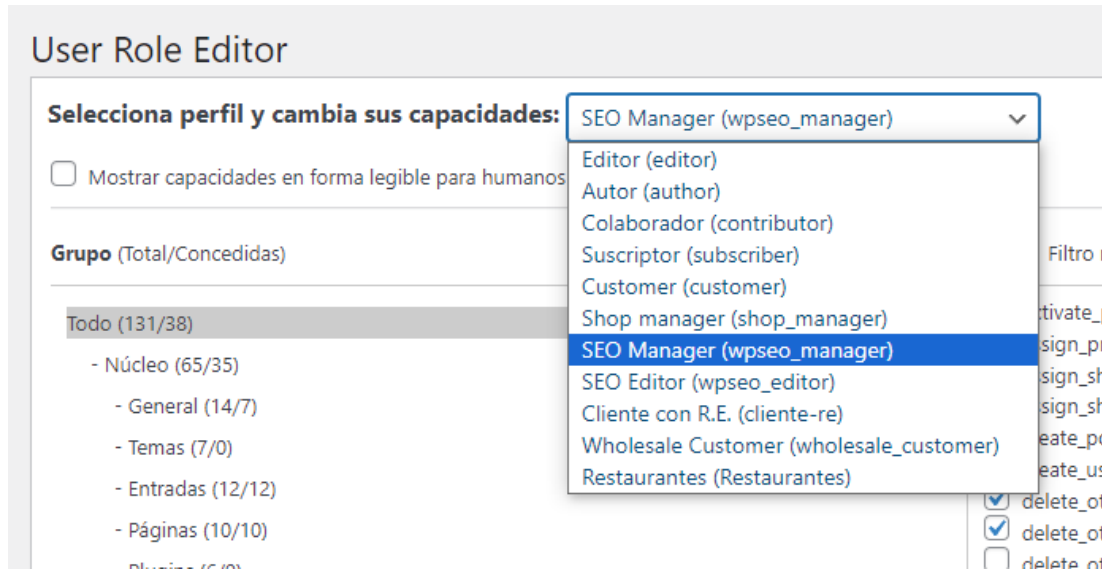 User Role Editor
Selecciona perfil y cambia sus capacidades: SEO Manager (wpseo_manager)
Editor (editor)
Mostrar capacidades en forma legible para humanos
Autor (author)
Colaborador (contributor)
Grupo (Total/Concedidas)
Suscriptor (subscriber)
Filtro
Customer (customer)
Todo (131/38)
Shop manager (shop_manager)
SEO Manager (wpseo_manager)
- Núcleo (65/35)
SEO Editor (wpseo_editor)
- General (14/7)
Cliente con R.E. (cliente-re)
- Temas (7/0)
Wholesale Customer (wholesale_customer)
Restaurantes (Restaurantes)
- Entradas (12/12)
- Páginas (10/10)